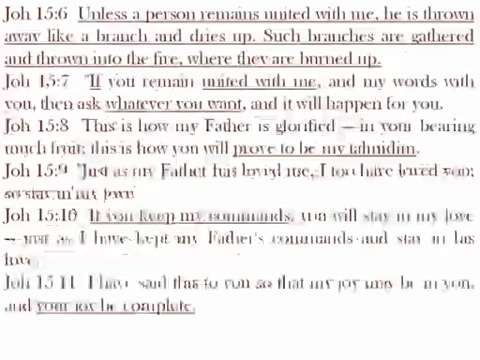 Joh 15:6 Unless a person remains united with me, he is thrown
away like a branch and dries up. Such branches are gathered
and thrown into the fire, where they are burned up.
Joh 15:7 "If you remain united with me, and my words with
you, then ask whatever you want, and it will happen for you.
Joh 15:8 This is how my Father is glorified — in your bearing
much fruit; this is how you will prove to be my talmidim.
Joh 15:9 "Just as my Father has loved me, I too have loved you;
so stay in my love.
Joh 15:10 If you keep my commands, you will stay in my love
– just as I have kept my Father's commands and stay in his
love.
Joh 15:11 I have said this to you so that my joy may be in you,
and your joy be complete.